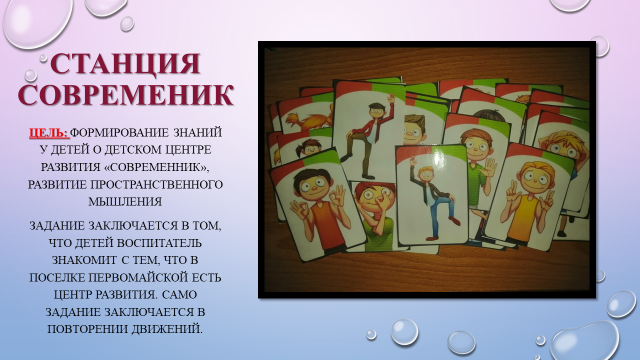 СТАНЦИЯ
СОВРЕМЕНИК
ЦЕЛЬ: ФОРМИРОВАНИЕ ЗНАНИЙ
У ДЕТЕЙ О ДЕТСКОМ ЦЕНТРЕ
РАЗВИТИЯ «СОВРЕМЕННИК»,
РАЗВИТИЕ ПРОСТРАНСТВЕННОГО
МЫШЛЕНИЯ
ЗАДАНИЕ ЗАКЛЮЧАЕТСЯ В ТОМ,
ЧТО ДЕТЕЙ ВОСПИТАТЕЛЬ
ЗНАКОМИТ С ТЕМ, ЧТО В
ПОСЕЛКЕ ПЕРВОМАЙСКОЙ ЕСТЬ
ЦЕНТР РАЗВИТИЯ. САМО
ЗАДАНИЕ ЗАКЛЮЧАЕТСЯ В
ПОВТОРЕНИИ ДВИЖЕНИЙ.